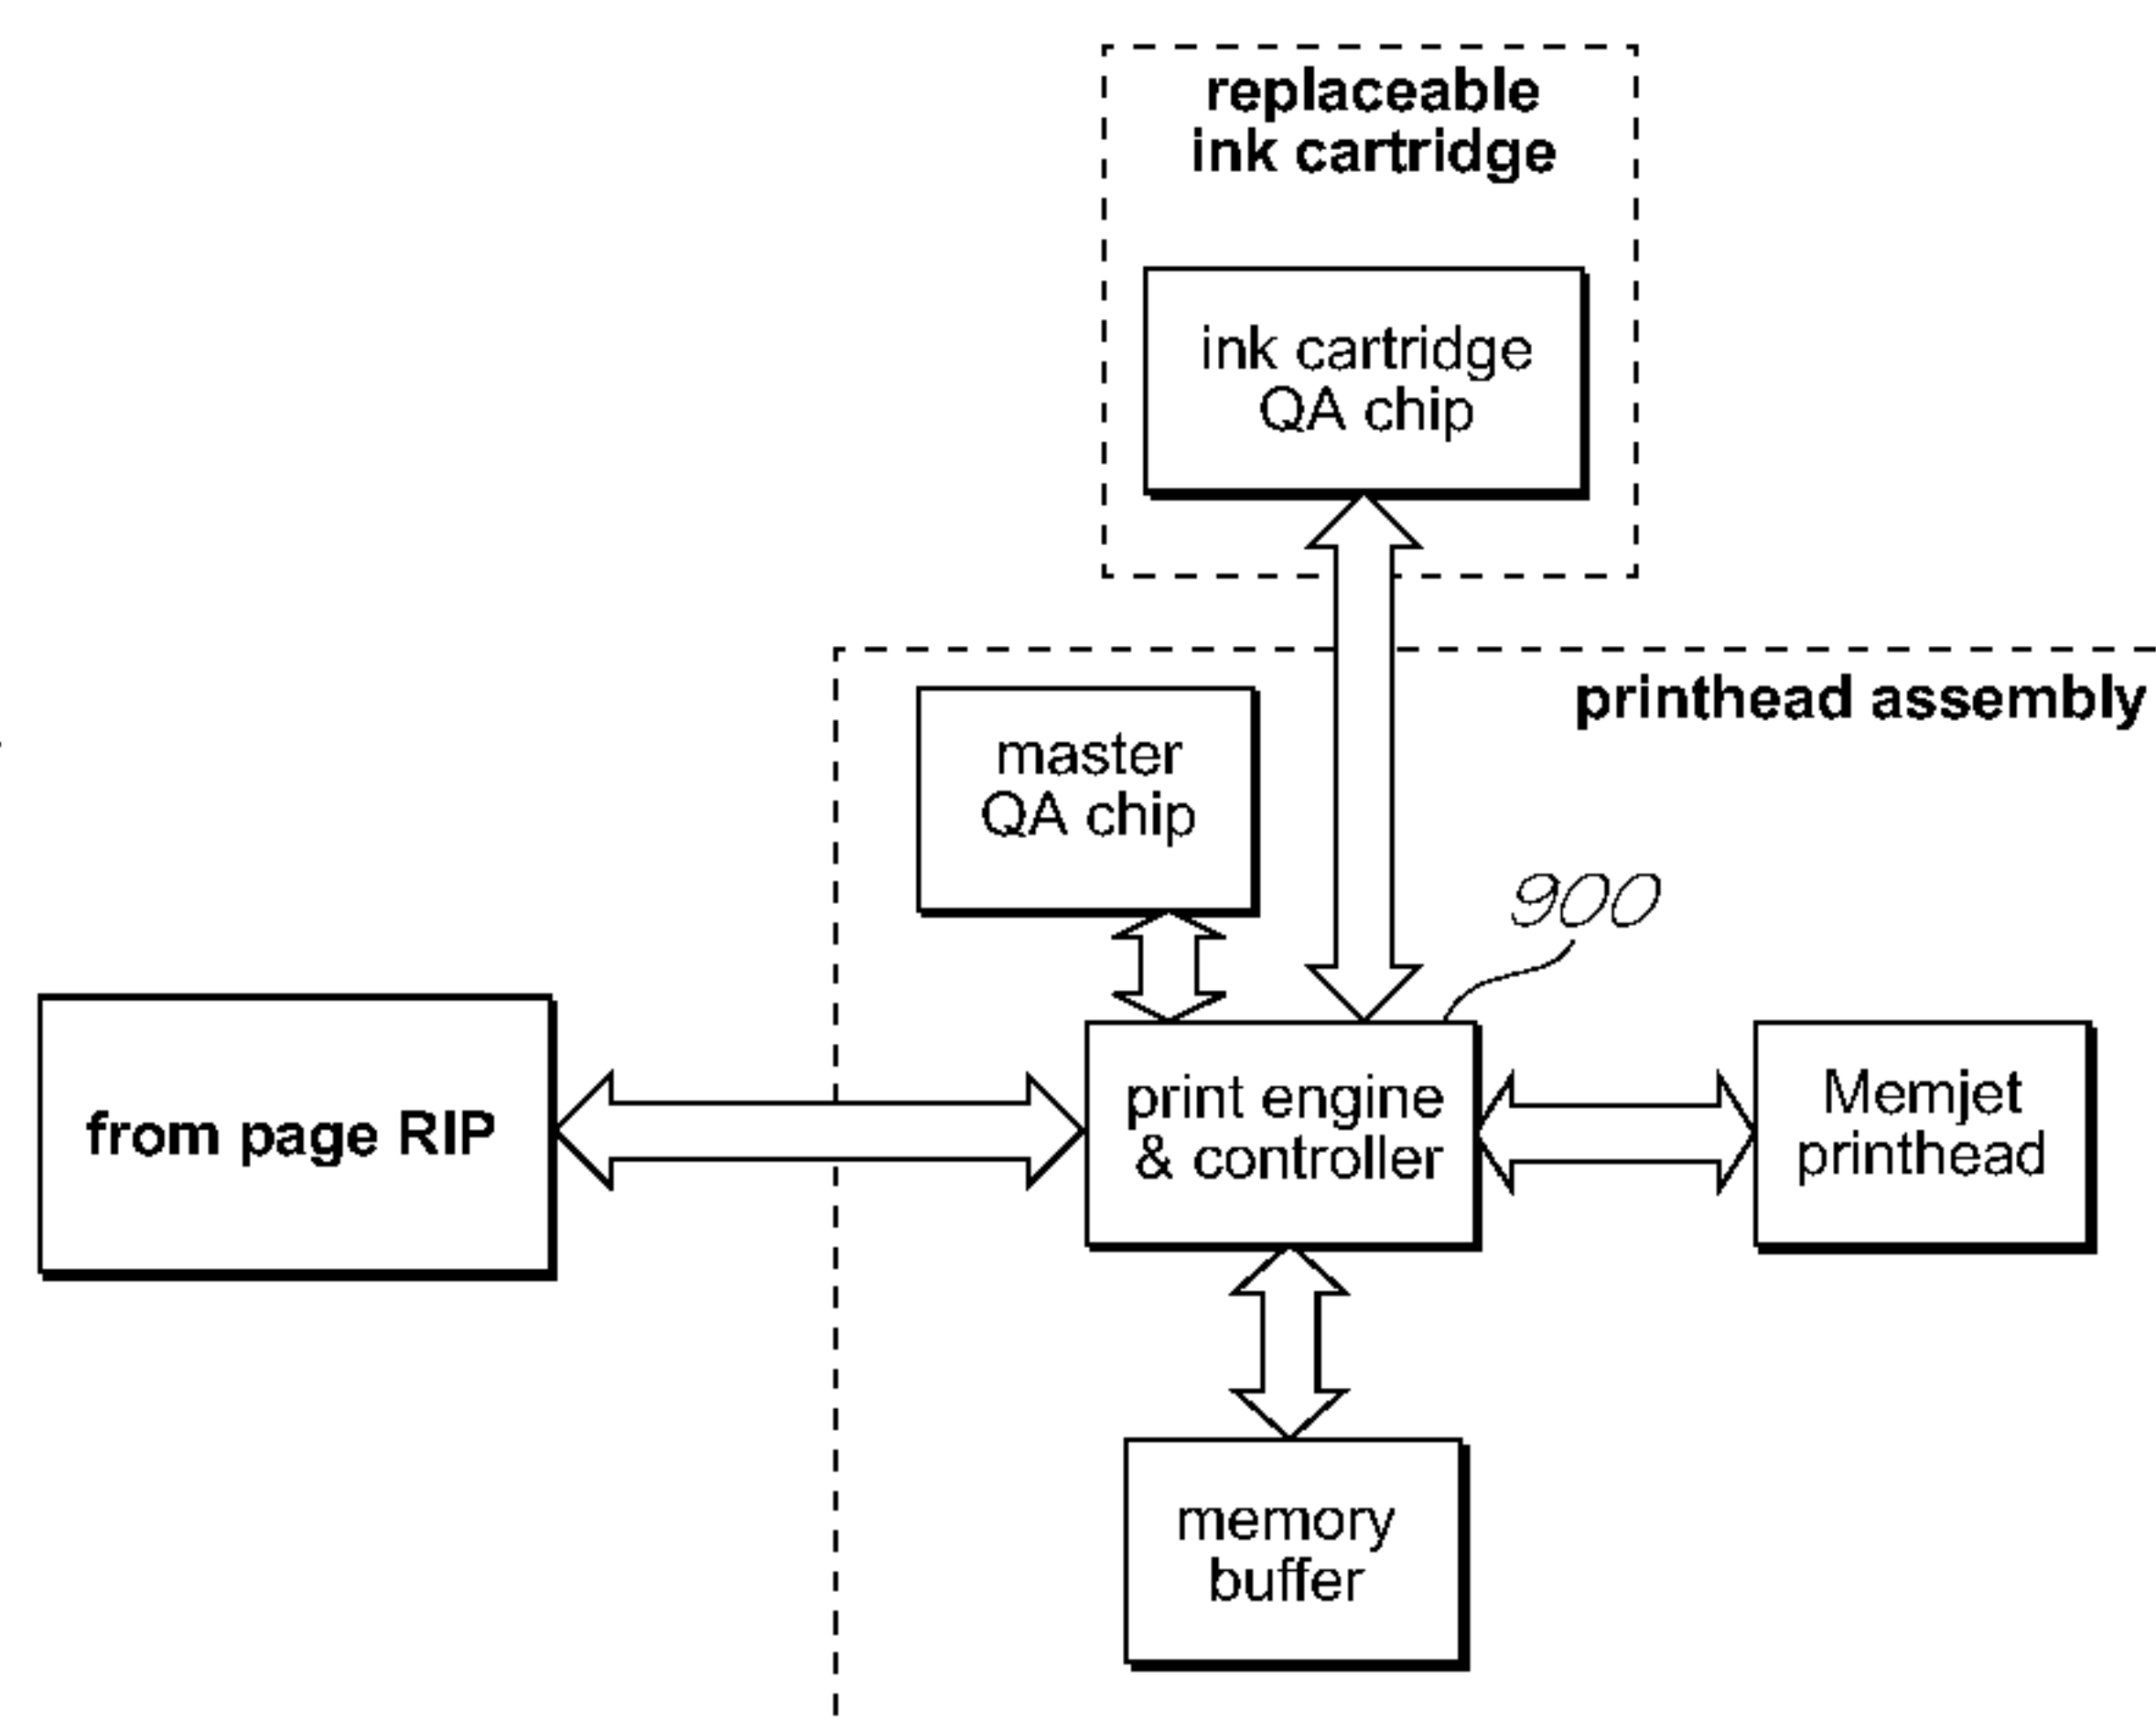 replaceable
ink cartridge
ink cartridge
QA chip
printhead assembly
master
QA chip
900
from page RIP
print engine
& controller
Memjet
printhead
memory
buffer